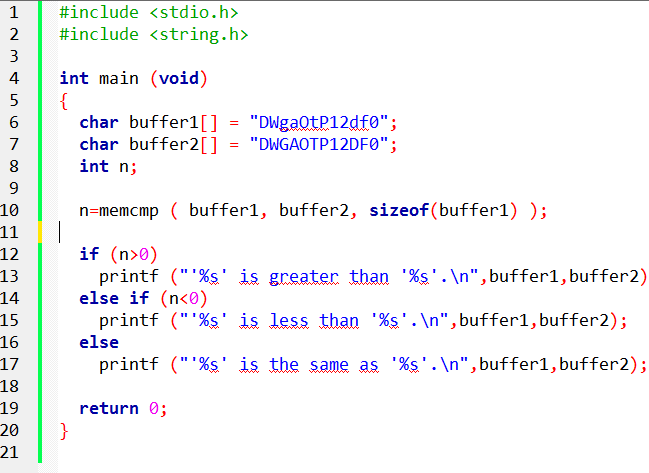 1 #include <stdio.h>
2 #include <string.h>
3
4 int main (void)
5 {
6 char buffer1[] = "DWgaOtP12df0";
7 char buffer2[] = "DWGAOTP12DF0";
8 int n;
9
10 n=memcmp ( buffer1, buffer2, sizeof(buffer1) );
11
12 if (n>0)
13 printf ("'%s' is greater than '%s'.\n",buffer1,buffer2)
14 else if (n<0)
15 printf ("'%s' is less than '%s'.\n",buffer1,buffer2);
16 else
17 printf ("'%s' is the same as '%s'.\n",buffer1,buffer2);
18
19 return 0;
20 }
21